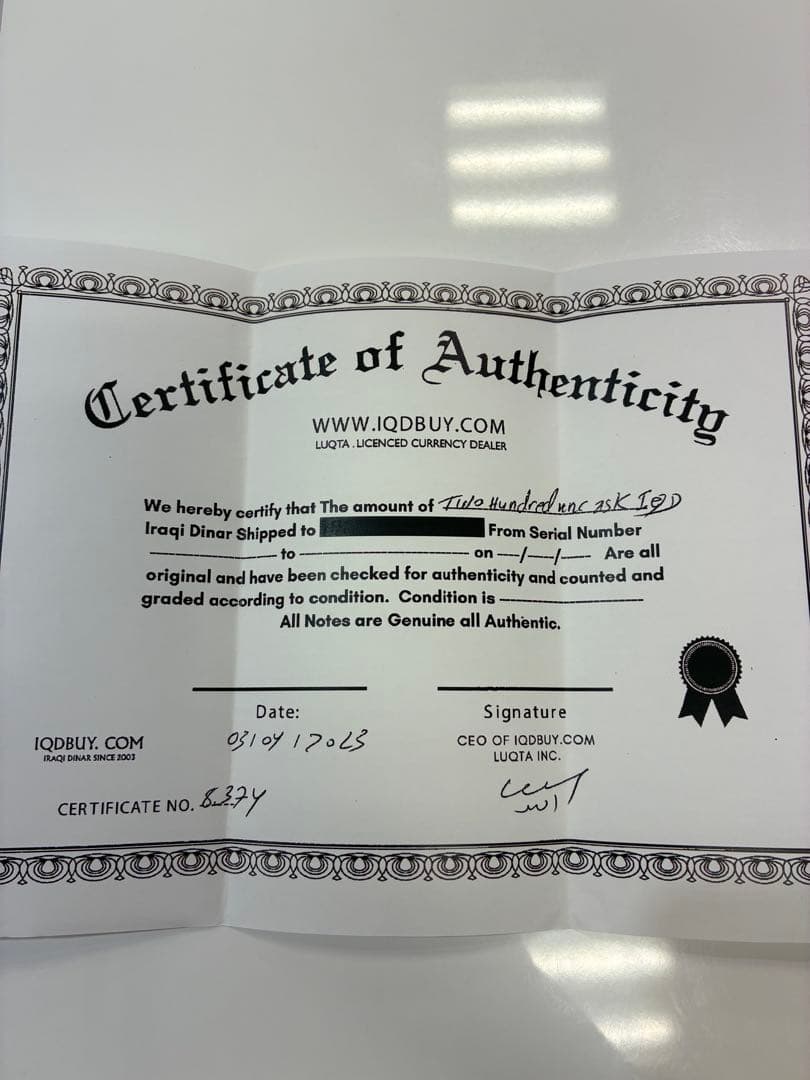 Certificate of Authenticity
WWW.IQDBUY.COM
LUQTA . LICENCED CURRENCY DEALER
We hereby certify that The amount of Two Hundred unc 25K IQD
Iraqi Dinar Shipped to From Serial Number
to on --/--/-- Are all
original and have been checked for authenticity and counted and
graded according to condition. Condition is
All Notes are Genuine all Authentic.
Date:
03/04/2023
Signature
CEO OF IQDBUY.COM
LUQTA INC.
IQDBUY. COM
IRAQI DINAR SINCE 2003
CERTIFICATE NO. 8374